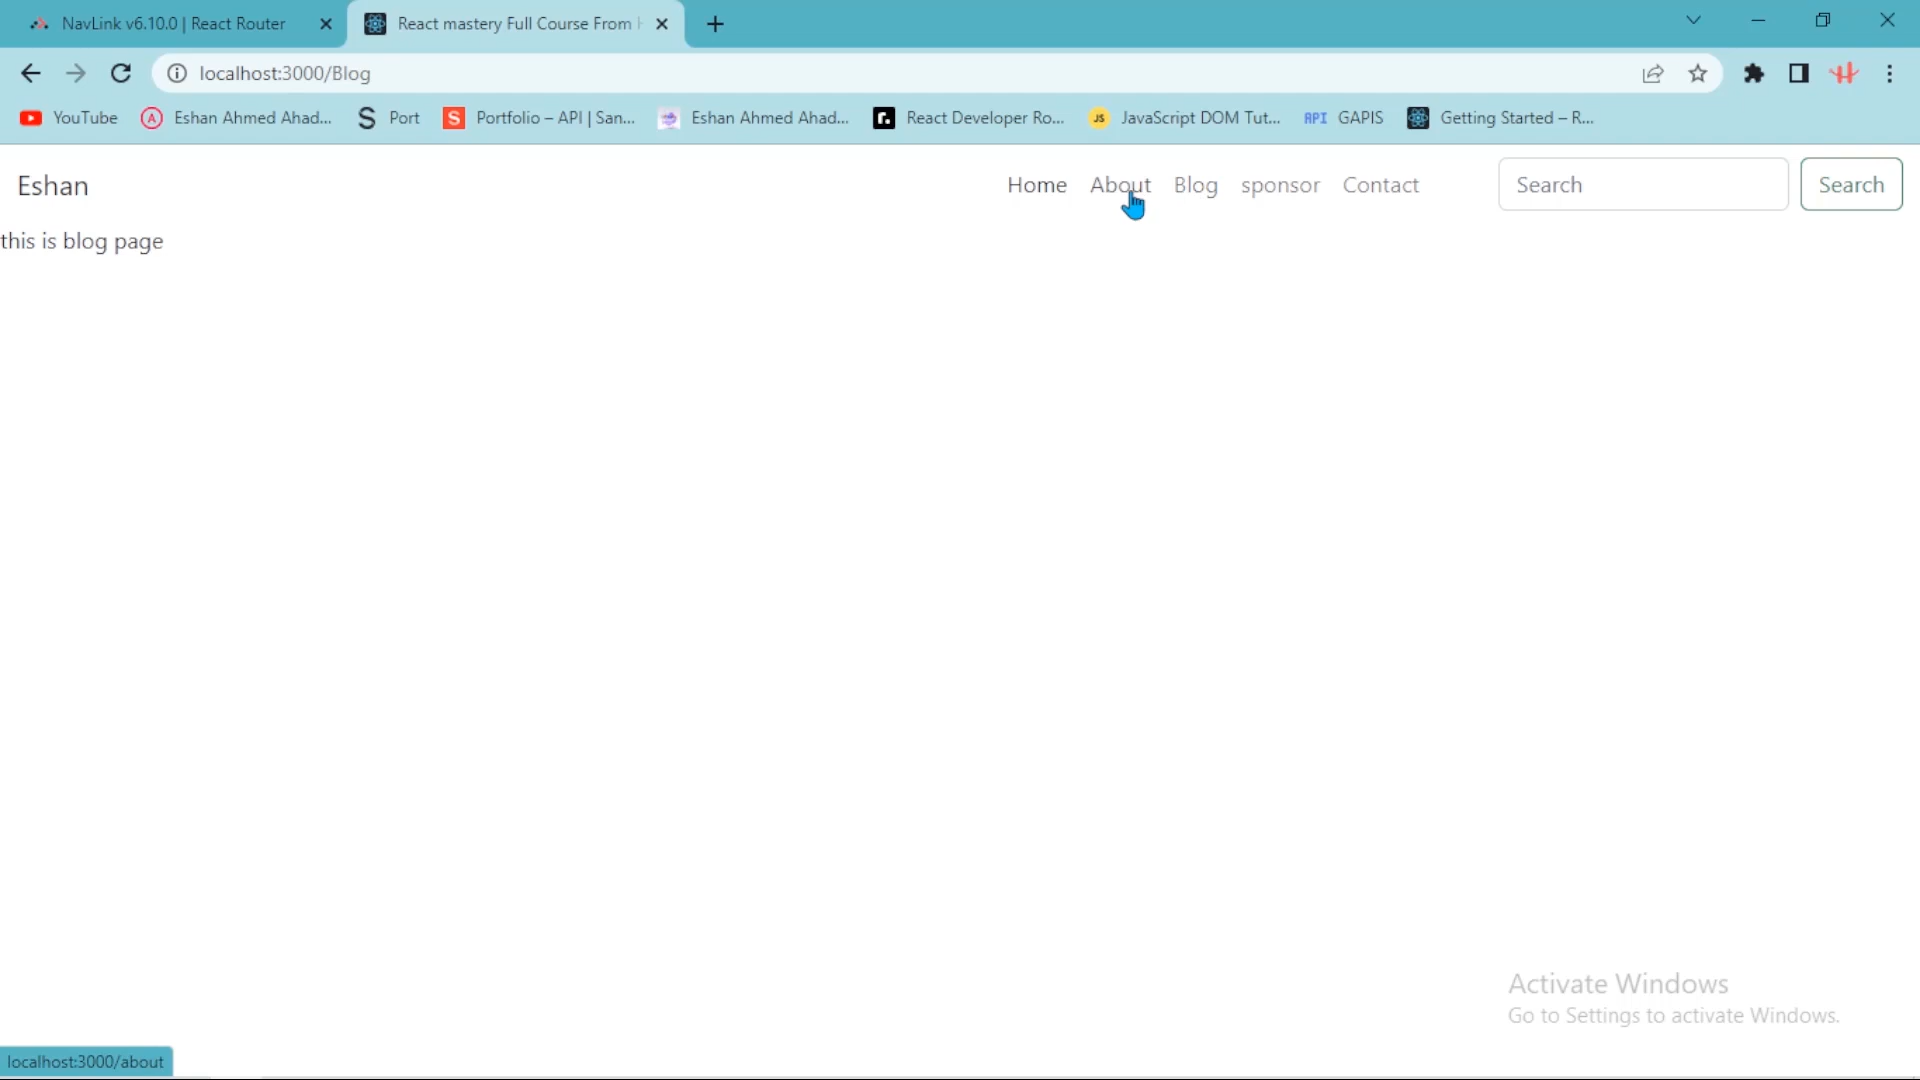 NavLink v6.10.0 | React Router
React mastery Full Course From
localhost:3000/Blog
YouTube
Eshan Ahmed Ahad...
Port
Portfolio – API | San...
Eshan Ahmed Ahad...
React Developer Ro...
JS
JavaScript DOM Tut...
API
GAPIS
Getting Started – R...
Eshan
Home
About
Blog
sponsor
Contact
Search
Search
this is blog page
Activate Windows
Go to Settings to activate Windows.
localhost:3000/about